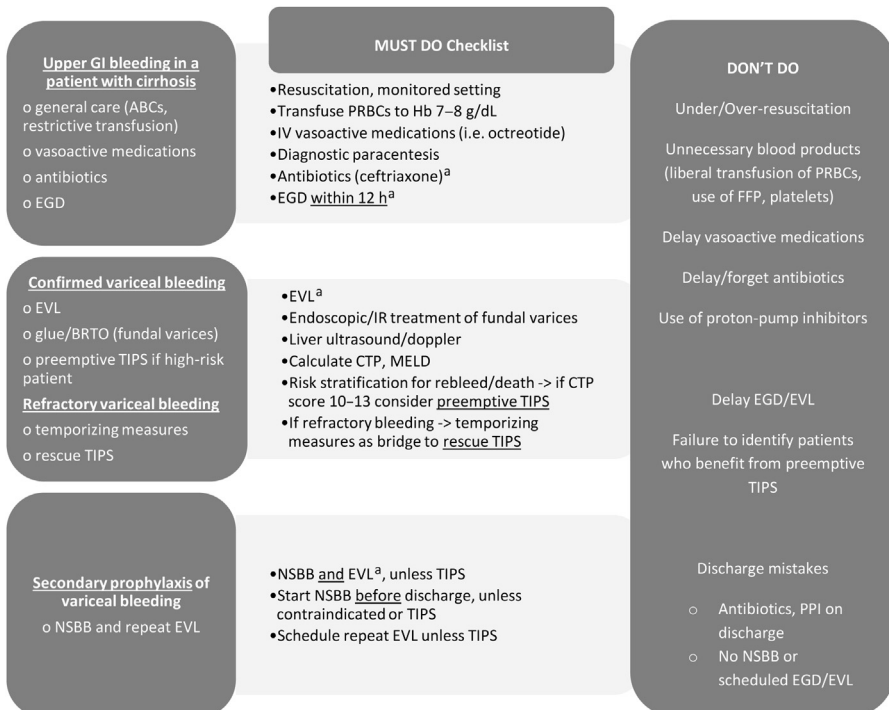 Upper GI bleeding in a
patient with cirrhosis
o general care (ABCs,
restrictive transfusion)
o vasoactive medications
o antibiotics
o EGD
MUST DO Checklist
•Resuscitation, monitored setting
•Transfuse PRBCs to Hb 7–8 g/dL
•IV vasoactive medications (i.e. octreotide)
•Diagnostic paracentesis
•Antibiotics (ceftriaxone)a
•EGD within 12 ha
Confirmed variceal bleeding
o EVL
o glue/BRTO (fundal varices)
o preemptive TIPS if high-risk
patient
Refractory variceal bleeding
o temporizing measures
o rescue TIPS
•EVLa
•Endoscopic/IR treatment of fundal varices
•Liver ultrasound/doppler
•Calculate CTP, MELD
•Risk stratification for rebleed/death -> if CTP
score 10–13 consider preemptive TIPS
•If refractory bleeding -> temporizing
measures as bridge to rescue TIPS
Secondary prophylaxis of
variceal bleeding
o NSBB and repeat EVL
•NSBB and EVLa, unless TIPS
•Start NSBB before discharge, unless
contraindicated or TIPS
•Schedule repeat EVL unless TIPS
DON'T DO
Under/Over-resuscitation
Unnecessary blood products
(liberal transfusion of PRBCs,
use of FFP, platelets)
Delay vasoactive medications
Delay/forget antibiotics
Use of proton-pump inhibitors
Delay EGD/EVL
Failure to identify patients
who benefit from preemptive
TIPS
Discharge mistakes
o Antibiotics, PPI on
discharge
o No NSBB or
scheduled EGD/EVL